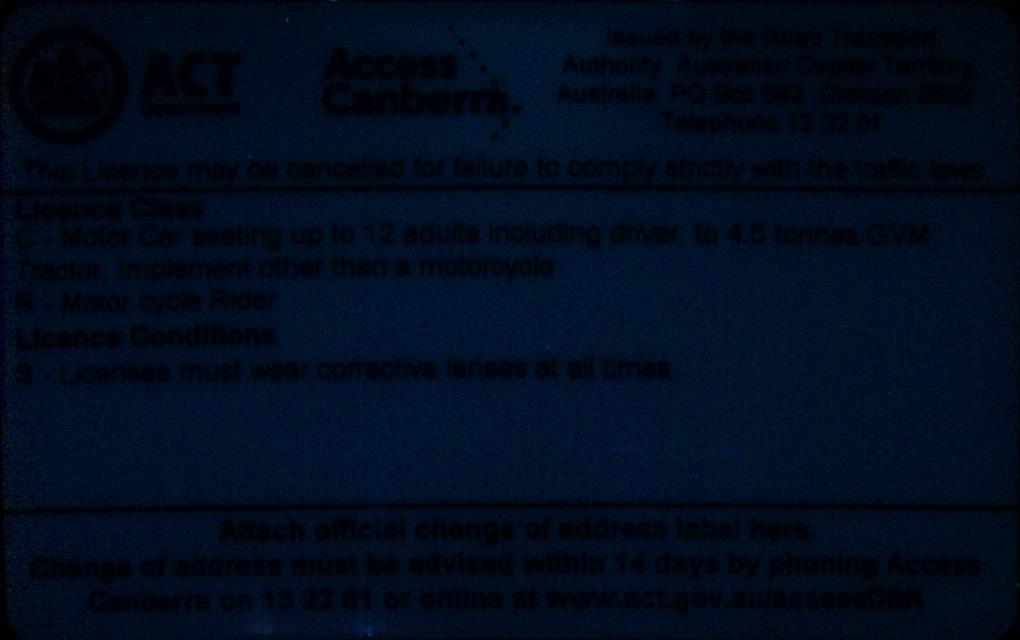 ACT
Government
Access
Canberra
Issued by the Road Transport
Authority Australian Capital Territory
Australia PO Box 582 Dickson 2602
Telephone 13 22 81
This Licence may be cancelled for failure to comply strictly with the traffic laws.
Licence Class
C - Motor Car seating up to 12 adults including driver, to 4.5 tonnes GVM,
Tractor, Implement other than a motorcycle
R - Motor cycle Rider
Licence Conditions
S - Licensee must wear corrective lenses at all times
Attach official change of address label here.
Change of address must be advised within 14 days by phoning Access
Canberra on 13 22 81 or online at www.act.gov.au/accessCBR